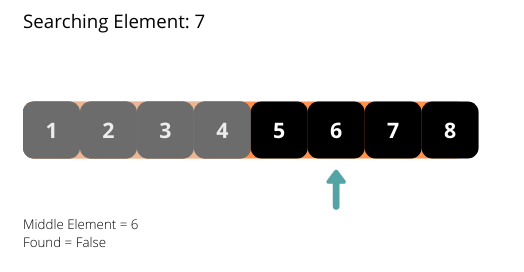 Searching Element: 7
1 2 3 4 5 6 7 8
Middle Element = 6
Found = False